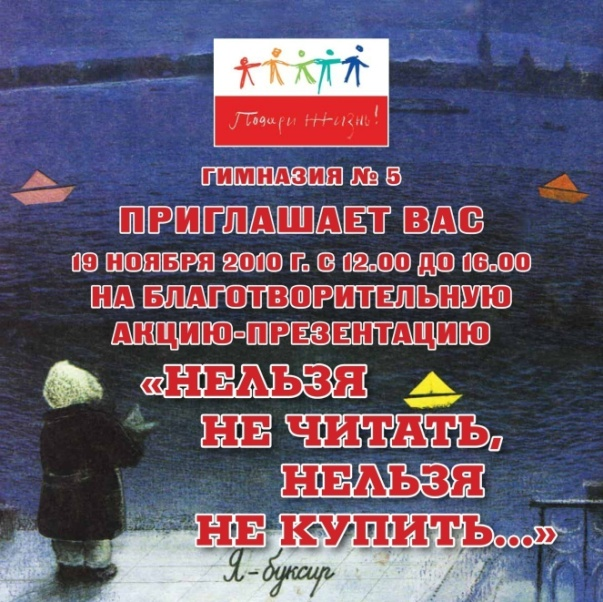 Подари жизнь!
ГИМНАЗИЯ № 5
ПРИГЛАШАЕТ ВАС
19 НОЯБРЯ 2010 Г. С 12.00 ДО 16.00
НА БЛАГОТВОРИТЕЛЬНУЮ
АКЦИЮ-ПРЕЗЕНТАЦИЮ
«НЕЛЬЗЯ
НЕ ЧИТАТЬ,
НЕЛЬЗЯ
НЕ КУПИТЬ...»
Я - буксир